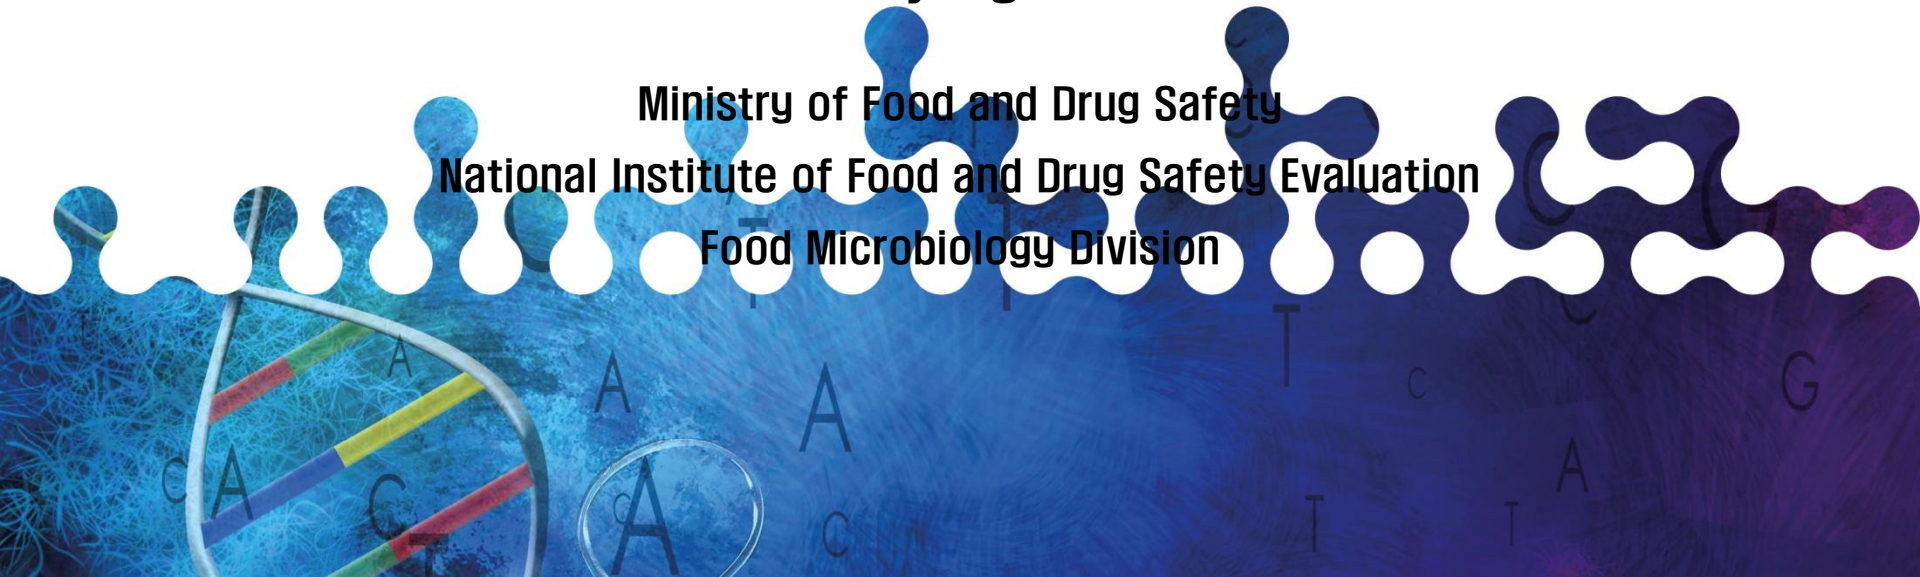 Ministry of Food and Drug Safety
National Institute of Food and Drug Safety Evaluation
Food Microbiology Division